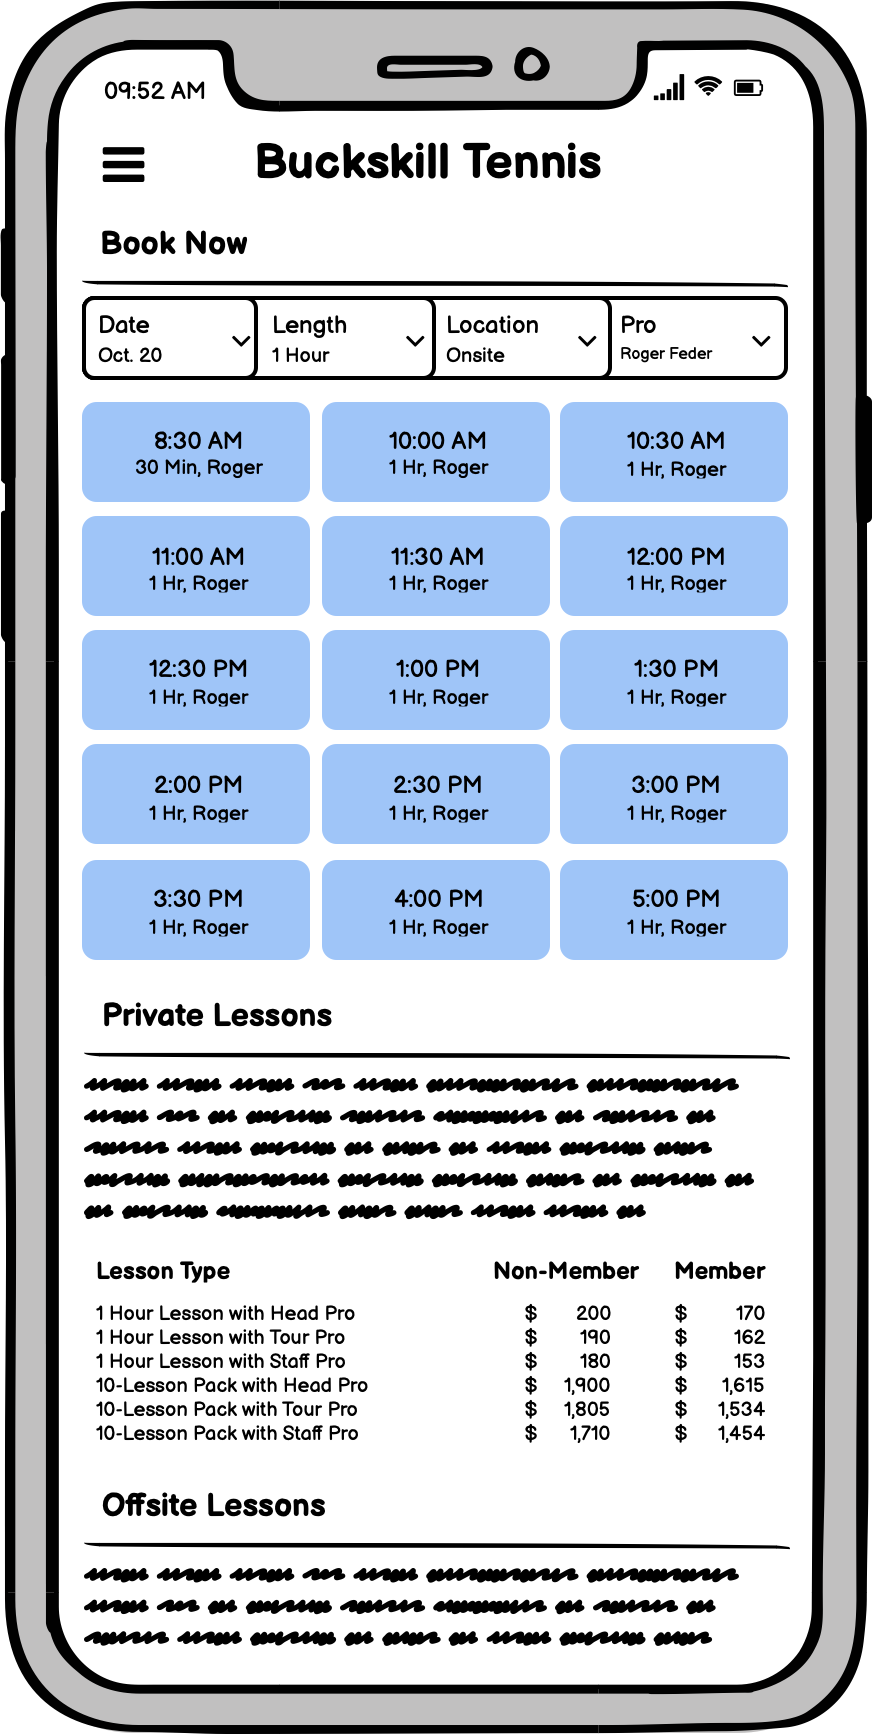 09:52 AM
Buckskill Tennis
Book Now
Date Length Location Pro
Oct. 20 1 Hour Onsite Roger Feder
8:30 AM 10:00 AM 10:30 AM
30 Min, Roger 1 Hr, Roger 1 Hr, Roger
11:00 AM 11:30 AM 12:00 PM
1 Hr, Roger 1 Hr, Roger 1 Hr, Roger
12:30 PM 1:00 PM 1:30 PM
1 Hr, Roger 1 Hr, Roger 1 Hr, Roger
2:00 PM 2:30 PM 3:00 PM
1 Hr, Roger 1 Hr, Roger 1 Hr, Roger
3:30 PM 4:00 PM 5:00 PM
1 Hr, Roger 1 Hr, Roger 1 Hr, Roger
Private Lessons
Lesson Type Non-Member Member
1 Hour Lesson with Head Pro $ 200 $ 170
1 Hour Lesson with Tour Pro $ 190 $ 162
1 Hour Lesson with Staff Pro $ 180 $ 153
10-Lesson Pack with Head Pro $ 1,900 $ 1,615
10-Lesson Pack with Tour Pro $ 1,805 $ 1,534
10-Lesson Pack with Staff Pro $ 1,710 $ 1,454
Offsite Lessons